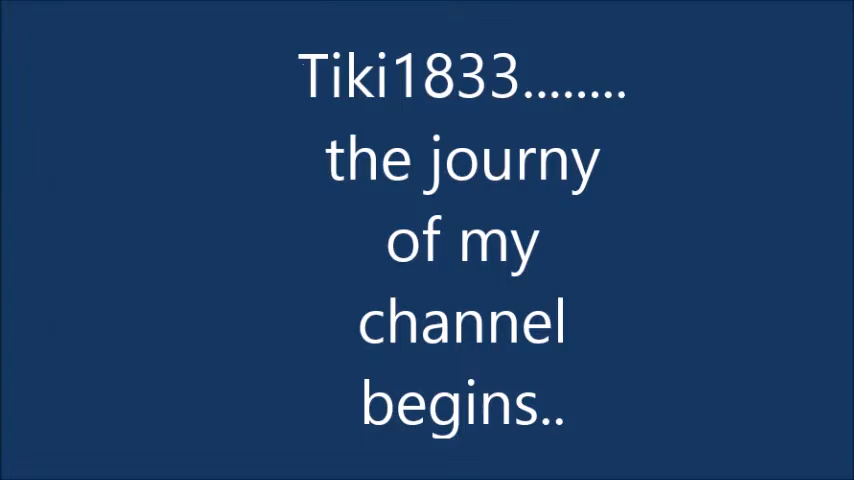 Tiki1833........
the journy
of my
channel
begins..